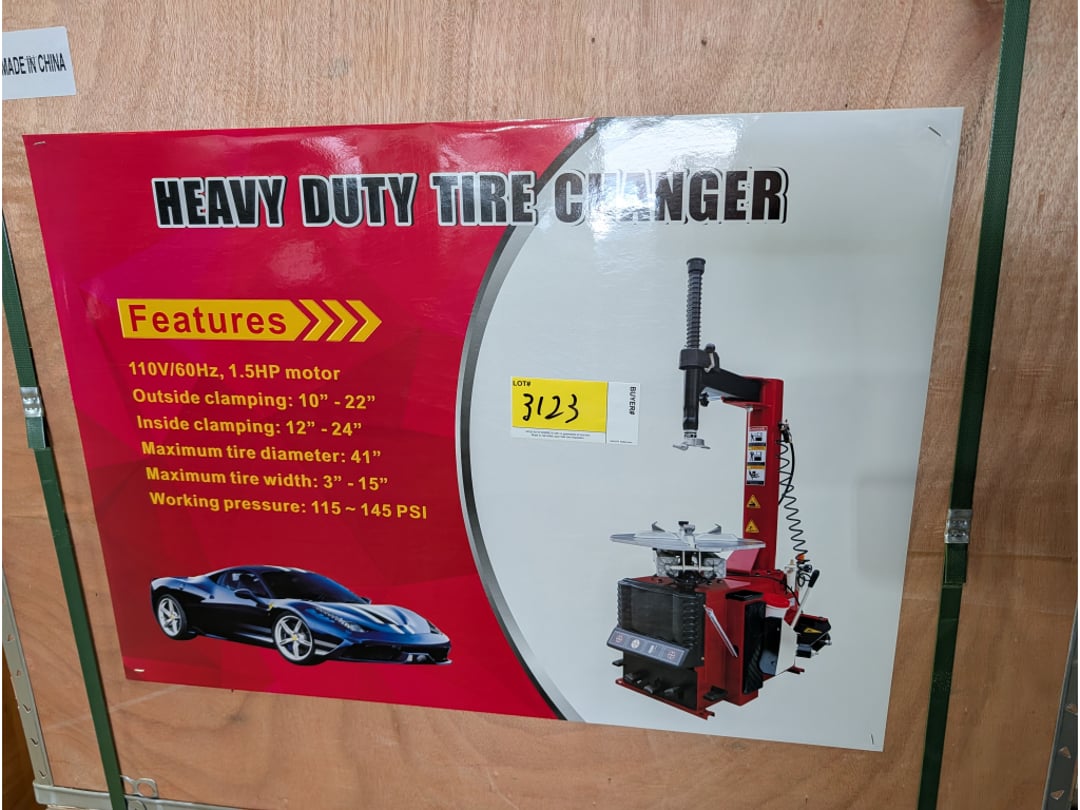 MADE IN CHINA
HEAVY DUTY TIRE CHANGER
Features
110V/60Hz, 1.5HP motor
Outside clamping: 10” - 22”
Inside clamping: 12” - 24”
Maximum tire diameter: 41”
Maximum tire width: 3” - 15”
Working pressure: 115 ~ 145 PSI
LOT#
3123
BUYER#